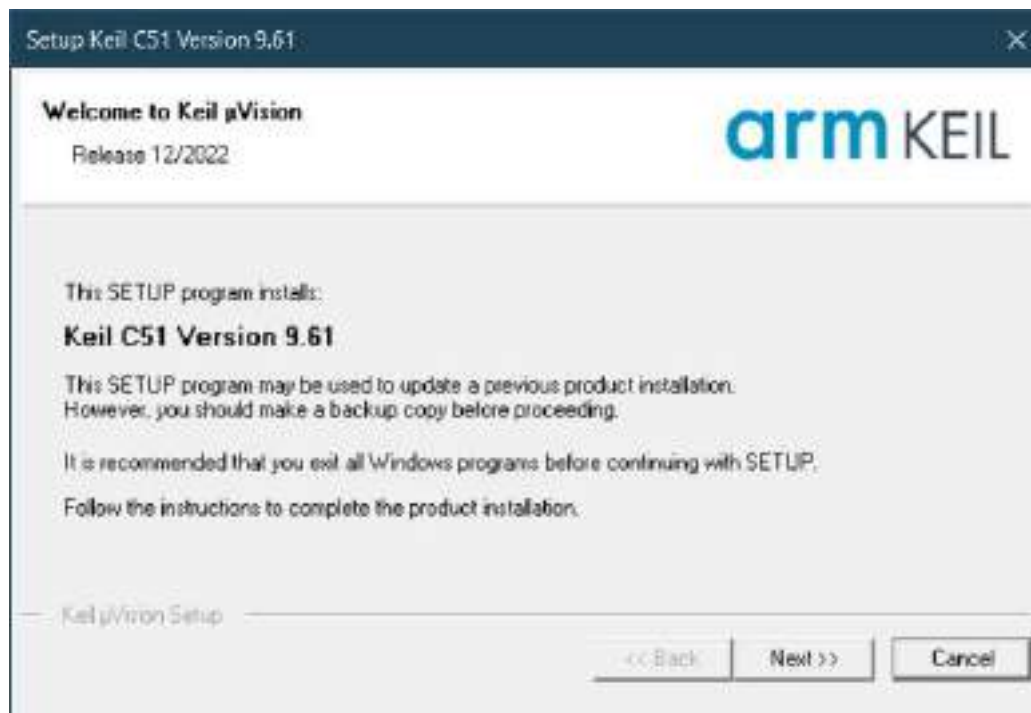 Setup Keil C51 Version 9.61
Welcome to Keil µVision
Release 12/2022
arm KEIL
This SETUP program installs:
Keil C51 Version 9.61
This SETUP program may be used to update a previous product installation.
However, you should make a backup copy before proceeding.
It is recommended that you exit all Windows programs before continuing with SETUP.
Follow the instructions to complete the product installation.
Keil µVision Setup
<< Back Next >> Cancel